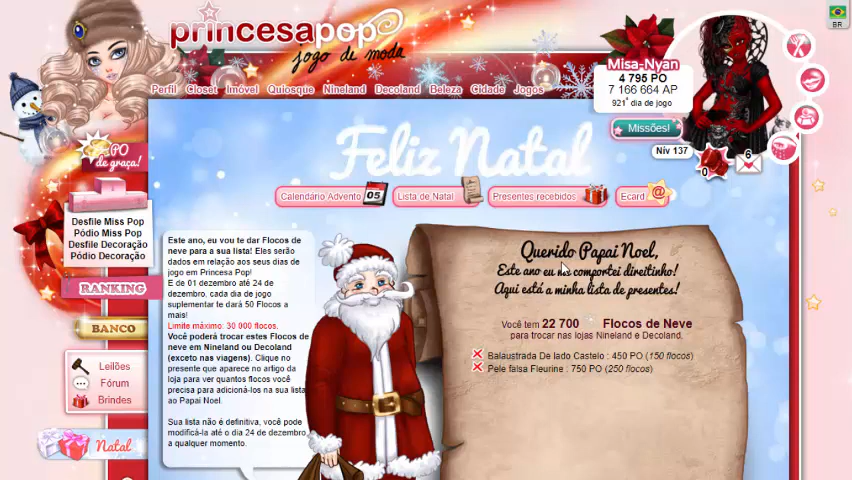 princesapop
jogo de moda
BR
Misa-Nyan
4 795 PO
7 166 664 AP
921° dia de jogo
Perfil Closet Imóvel Quiosque Nineland Decoland Beleza Cidade Jogos
Missões!
Nív 137
0
6
PO
de graça!
Feliz Natal
Calendário Advento 05
Lista de Natal
Presentes recebidos
Ecard @
Desfile Miss Pop
Pódio Miss Pop
Desfile Decoração
Pódio Decoração
RANKING
BANCO
Leilões
Fórum
Brindes
Natal
Este ano, eu vou te dar Flocos de
neve para a sua lista! Eles serão
dados em relação aos seus dias de
jogo em Princesa Pop!
E de 01 dezembro até 24 de
dezembro, cada dia de jogo
suplementar te dará 50 Flocos a
mais!
Limite máximo: 30 000 flocos.
Você poderá trocar estes Flocos de
neve em Nineland ou Decoland
(exceto nas viagens). Clique no
presente que aparece no artigo da
loja para ver quantos flocos você
precisa para adicioná-los na sua lista
ao Papai Noel.
Sua lista não é definitiva, você pode
modificá-la até o dia 24 de dezembro
a qualquer momento.
Querido Papai Noel,
Este ano eu me comportei direitinho!
Aqui está a minha lista de presentes!
Você tem 22 700 Flocos de Neve
para trocar nas lojas Nineland e Decoland.
Balaustrada De lado Castelo : 450 PO (150 flocos)
Pele falsa Fleurine : 750 PO (250 flocos)